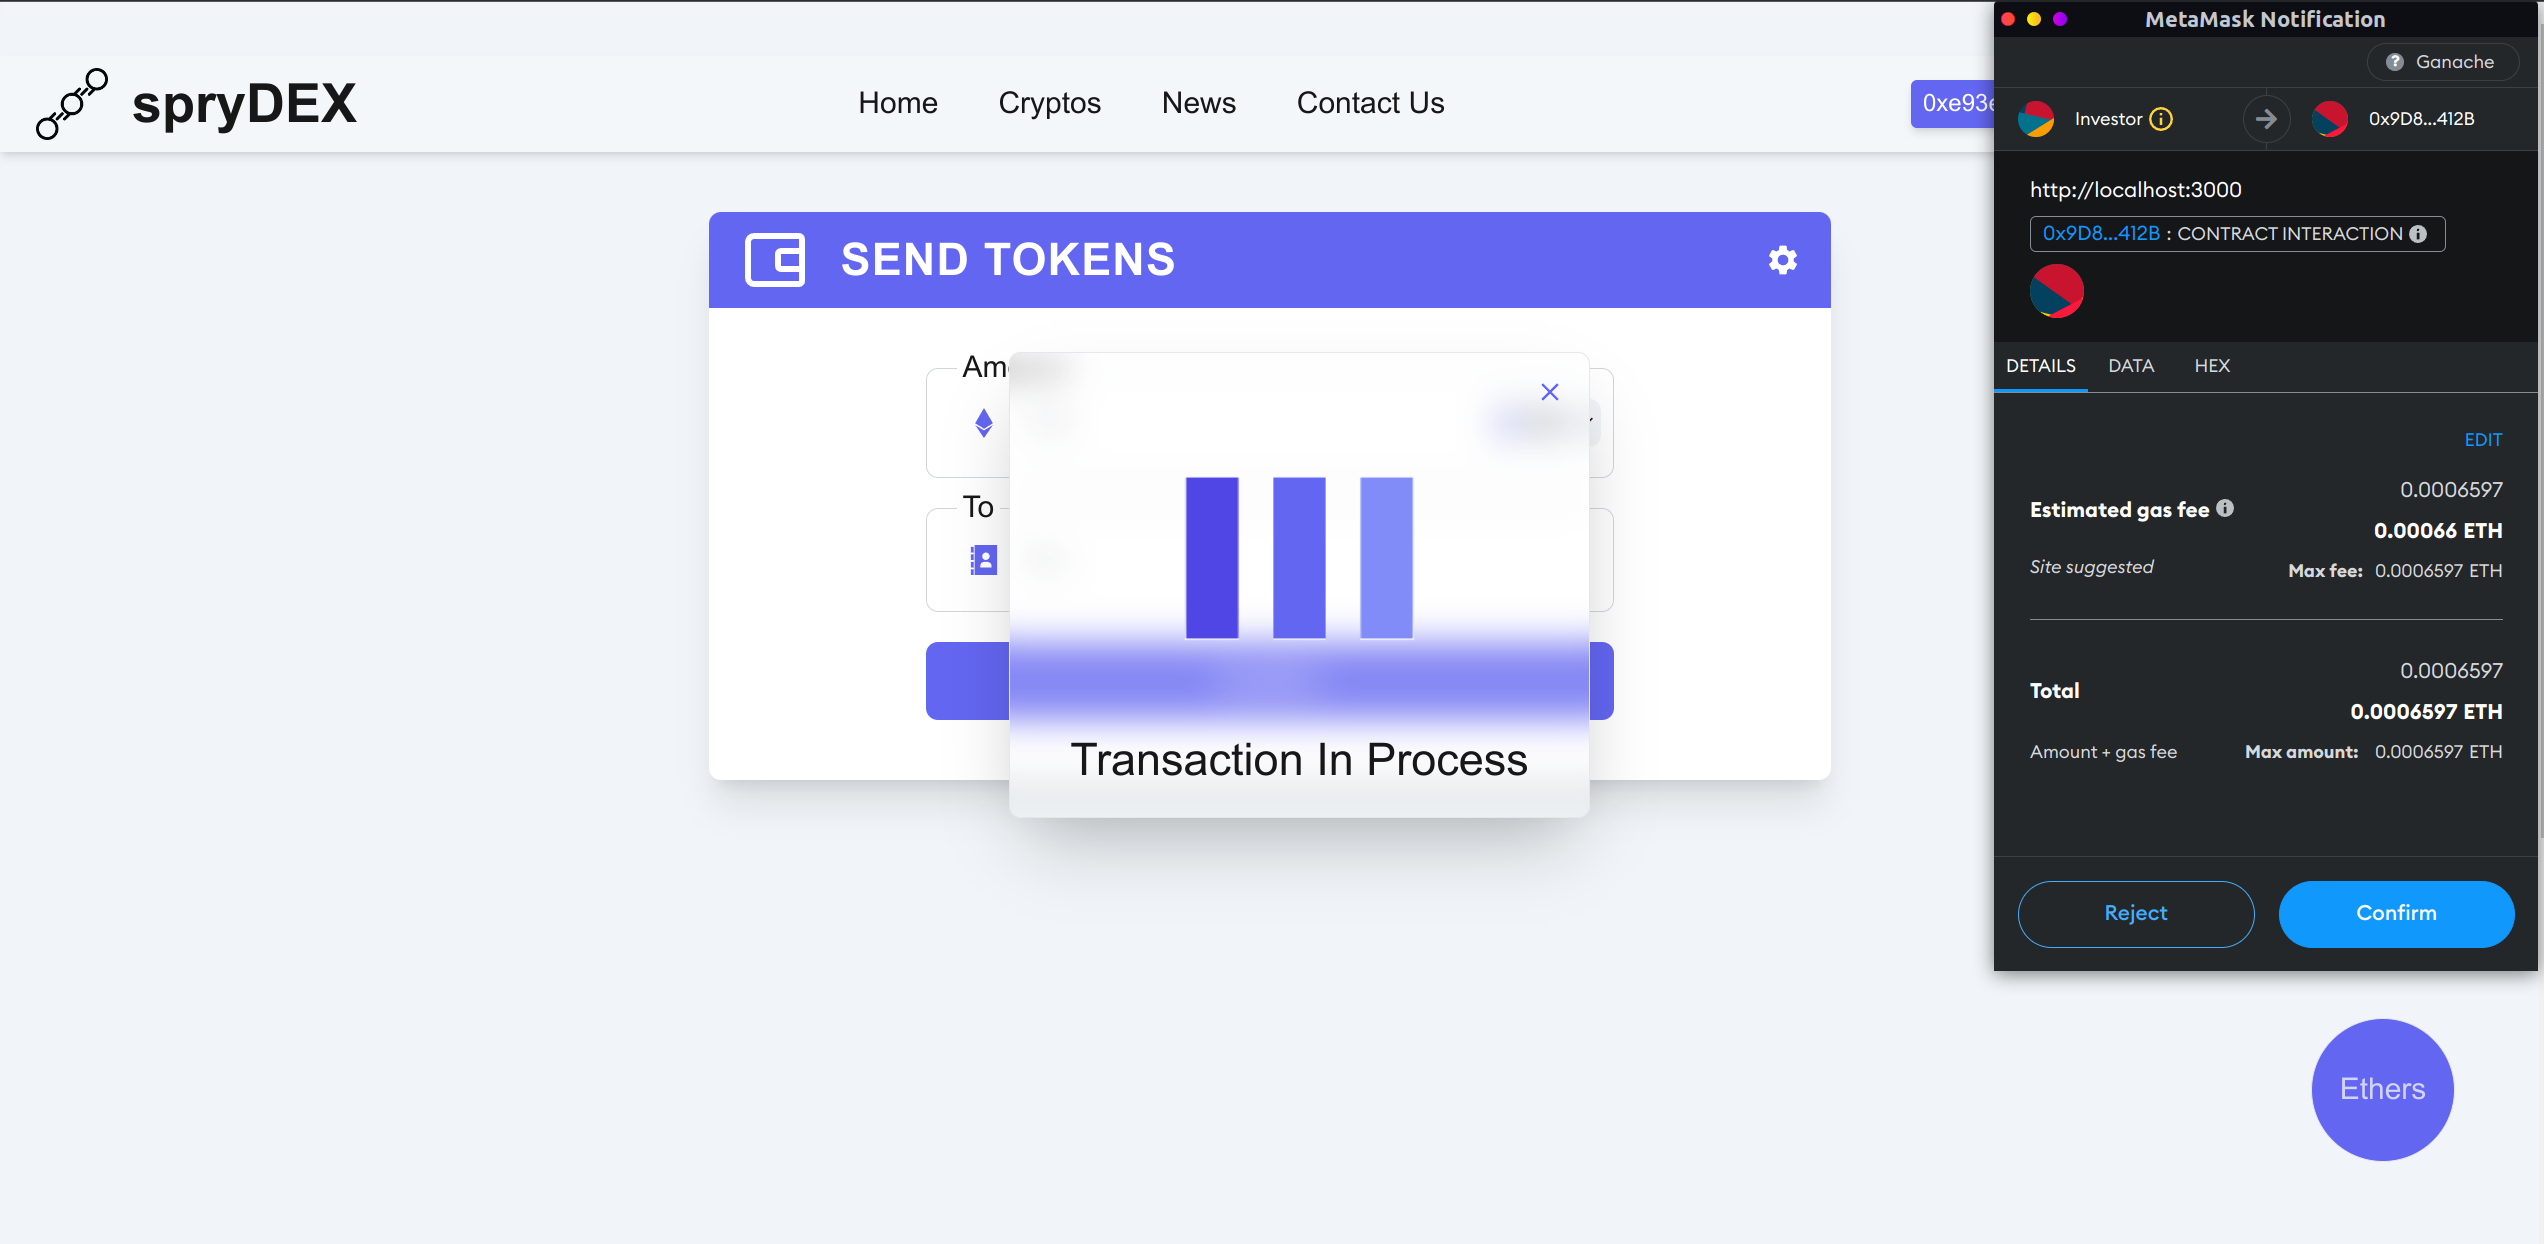 spryDEX
Home
Cryptos
News
Contact Us
0xe93
SEND TOKENS
Am
To
Transaction In Process
Ethers
MetaMask Notification
Ganache
Investor
0x9D8...412B
http://localhost:3000
0x9D8...412B : CONTRACT INTERACTION
DETAILS
DATA
HEX
EDIT
0.0006597
Estimated gas fee
0.00066 ETH
Site suggested
Max fee: 0.0006597 ETH
0.0006597
Total
0.0006597 ETH
Amount + gas fee
Max amount: 0.0006597 ETH
Reject
Confirm